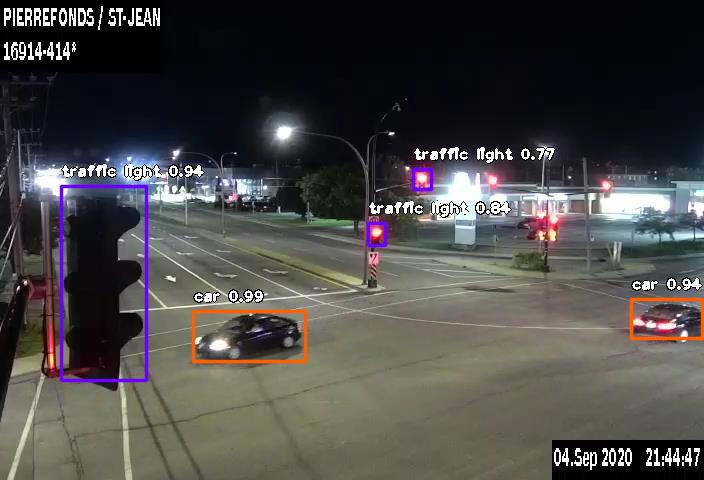 PIERREFONDS / ST-JEAN
16914-414*
traffic light 0.77
traffic light 0.94
traffic light 0.84
car 0.94
car 0.99
04.Sep 2020 21:44:47